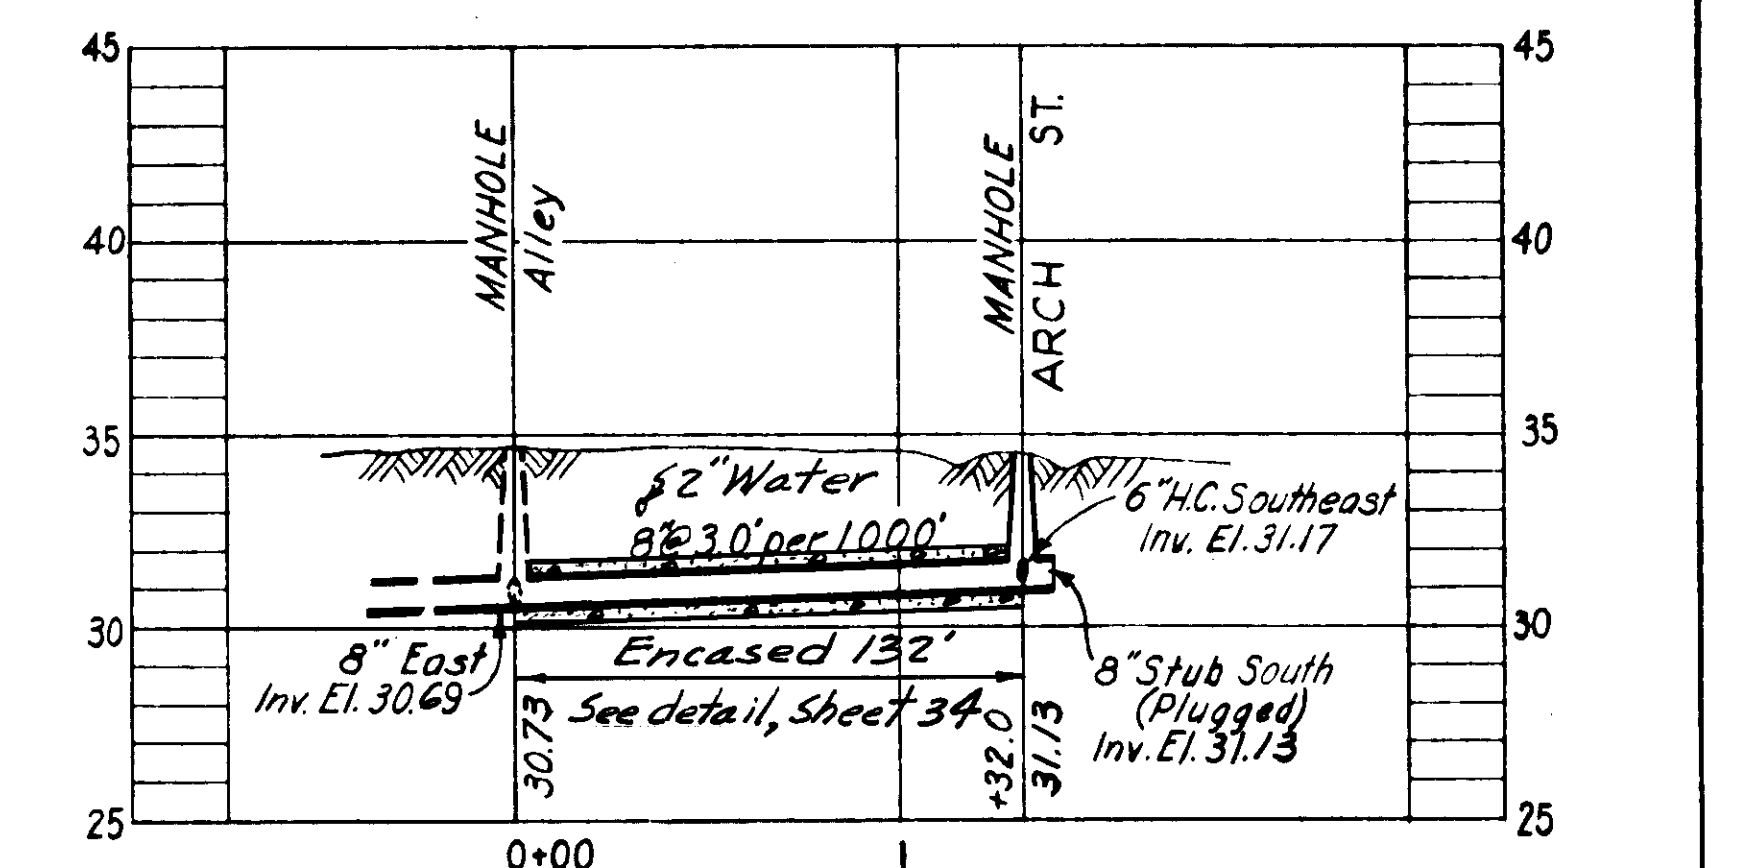 45
45
MANHOLE
Alley
MANHOLE
ARCH ST.
40
40
35
35
2" Water
8"@ 3.0' per 1000'
6" H.C. Southeast
Inv. El. 31.17
30
30
8" East
Inv. El. 30.69
Encased 132'
See detail, Sheet 34
8" Stub South
(Plugged)
Inv. El. 31.13
30.73
+32.0
31.13
25
25
0+00
1